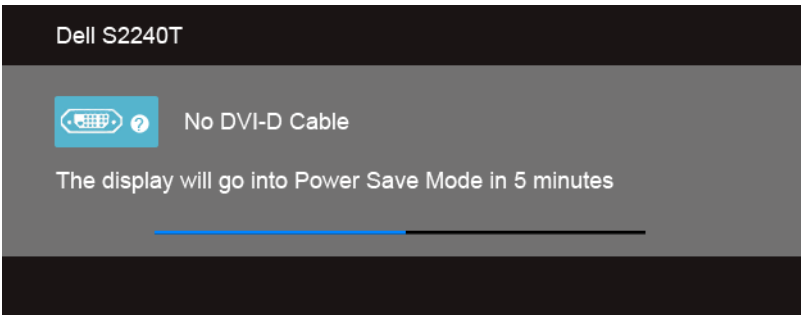 Dell S2240T
No DVI-D Cable
The display will go into Power Save Mode in 5 minutes